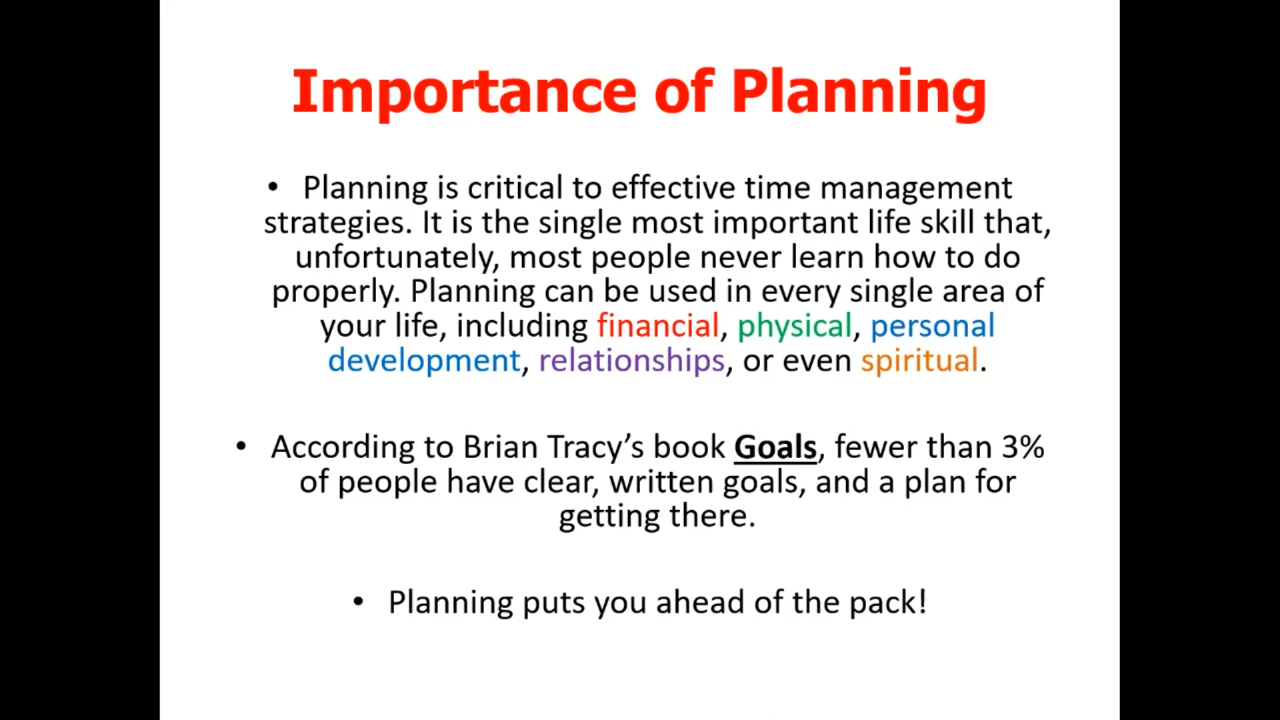 Importance of Planning
• Planning is critical to effective time management
strategies. It is the single most important life skill that,
unfortunately, most people never learn how to do
properly. Planning can be used in every single area of
your life, including financial, physical, personal
development, relationships, or even spiritual.
• According to Brian Tracy’s book Goals, fewer than 3%
of people have clear, written goals, and a plan for
getting there.
• Planning puts you ahead of the pack!